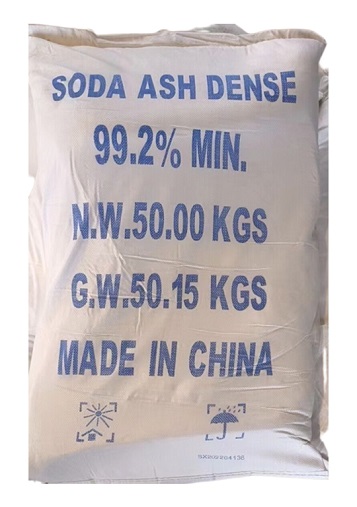 SODA ASH DENSE
99.2% MIN.
N.W.50.00 KGS
G.W.50.15 KGS
MADE IN CHINA